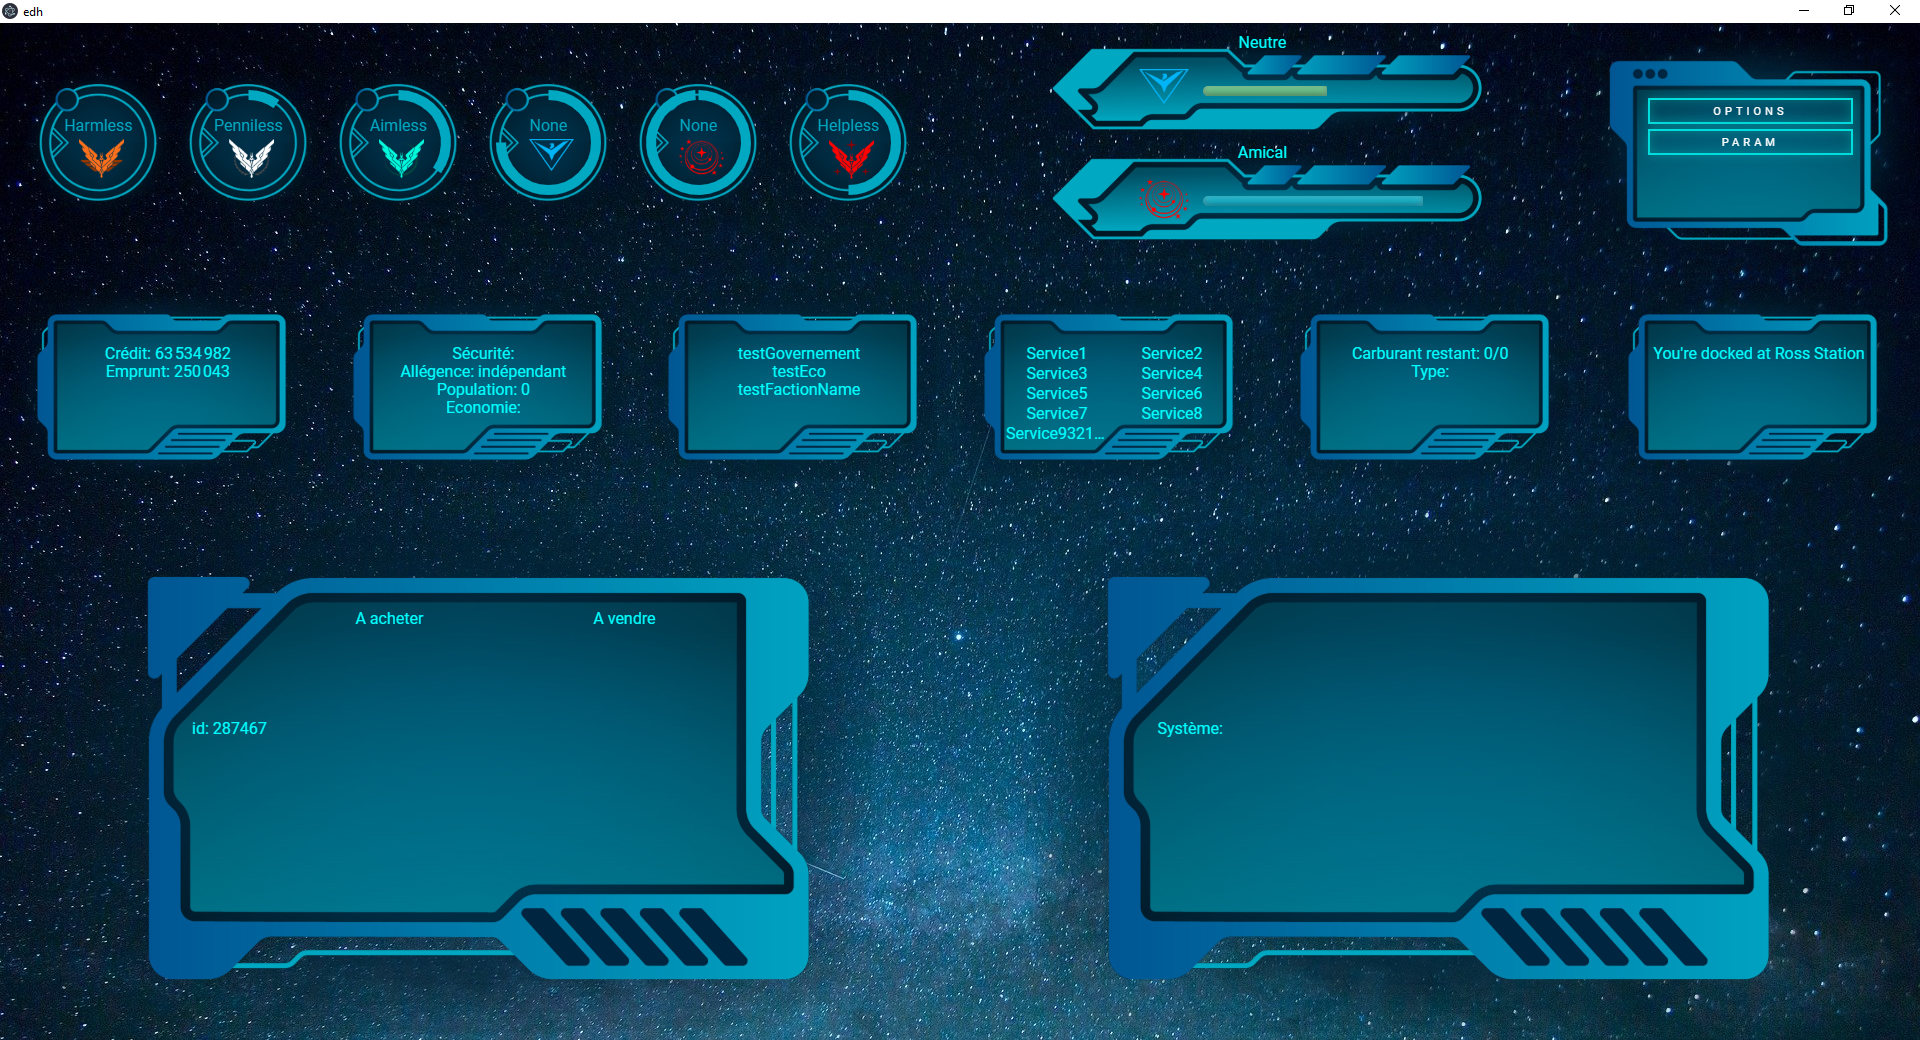 edh
Harmless
Penniless
Aimless
None
None
Helpless
Neutre
Amical
OPTIONS
PARAM
Crédit: 63 534 982
Emprunt: 250 043
Sécurité:
Allégence: indépendant
Population: 0
Economie:
testGovernement
testEco
testFactionName
Service1 Service2
Service3 Service4
Service5 Service6
Service7 Service8
Service9321...
Carburant restant: 0/0
Type:
You're docked at Ross Station
A acheter A vendre
id: 287467
Système: